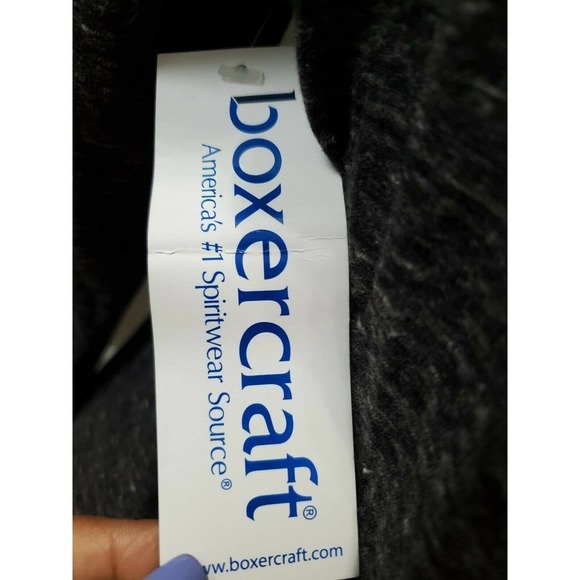 boxercraft®
America's #1 Spiritwear Source®
www.boxercraft.com